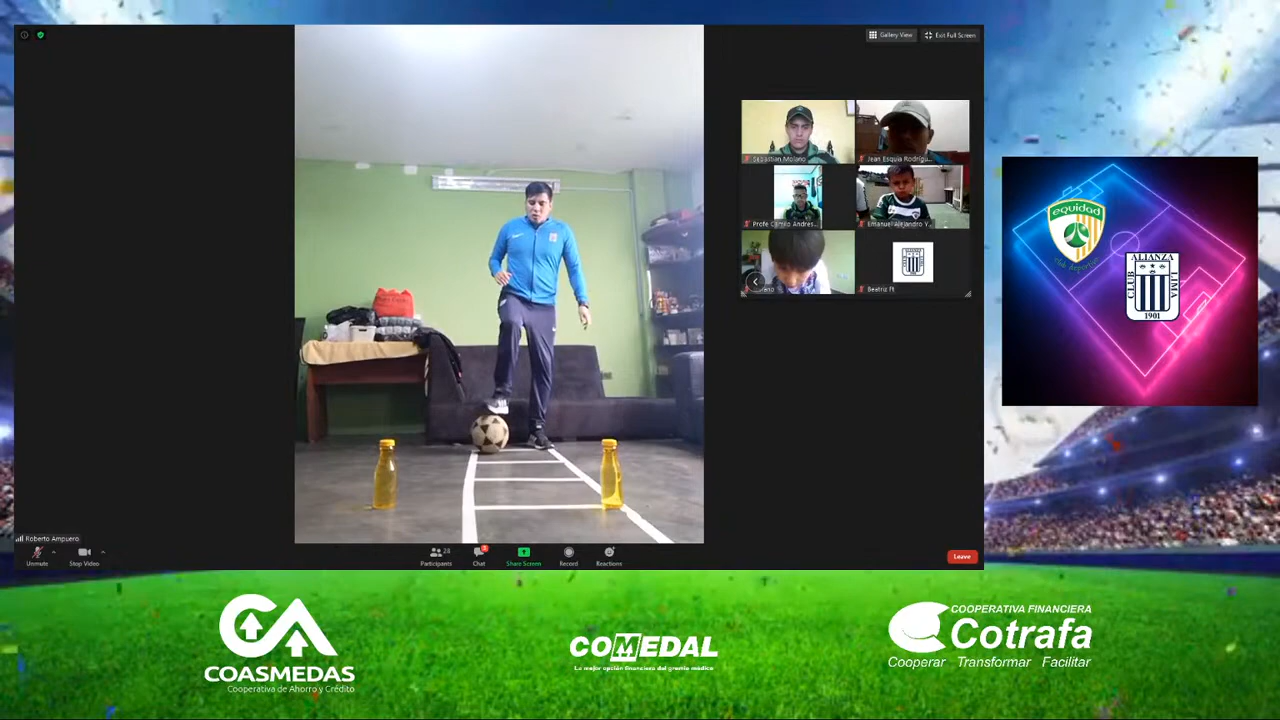 Gallery View
Exit Full Screen
Sebastian Molano
Jean Esquia Rodrigu...
Profe Camilo Andres...
Emanuel Alejandro Y...
Beatriz Pl
equidad
club deportivo
CLUB ALIANZA LIMA
1901
Roberto Ampuero
Unmute
Stop Video
Participants
28
Chat
Share Screen
Record
Reactions
Leave
COASMEDAS
Cooperativa de Ahorro y Crédito
COMEDAL
La mejor opción financiera del gremio médico
COOPERATIVA FINANCIERA
Cotrafa
Cooperar Transformar Facilitar